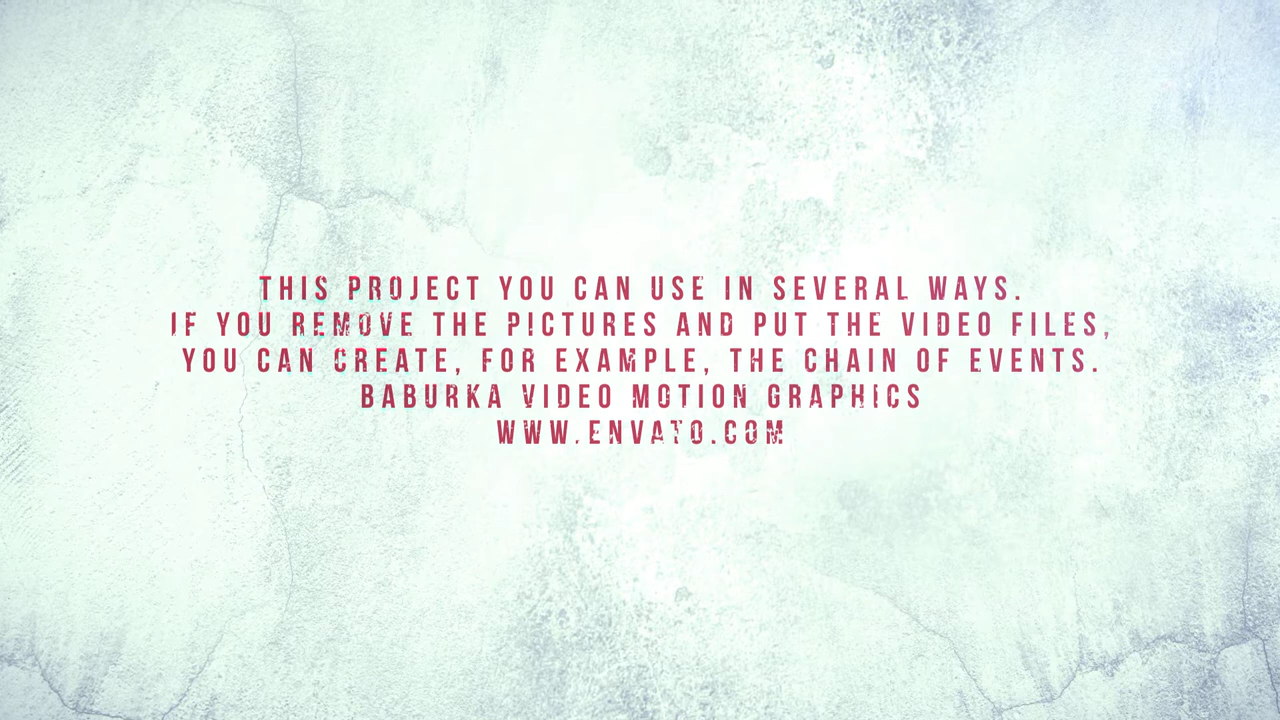 THIS PROJECT YOU CAN USE IN SEVERAL WAYS.
IF YOU REMOVE THE PICTURES AND PUT THE VIDEO FILES,
YOU CAN CREATE, FOR EXAMPLE, THE CHAIN OF EVENTS.
BABURKA VIDEO MOTION GRAPHICS
WWW.ENVATO.COM